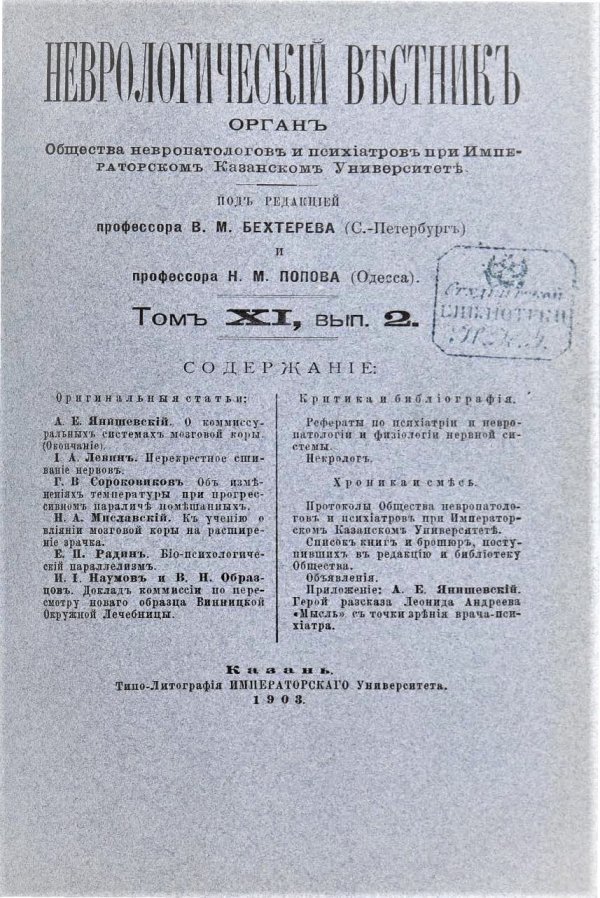 НЕВРОЛОГИЧЕСКІЙ ВѢСТНИКЪ
ОРГАНЪ
Общества невропатологовъ и психіатровъ при Импе-
раторскомъ Казанскомъ Университетѣ
ПОДЪ РЕДАКЦІЕЙ
профессора В. М. БЕХТЕРЕВА (С.-Петербургъ)
и
профессора Н. М. ПОПОВА (Одесса).
Томъ XI, вып. 2.
СОДЕРЖАНІЕ:
Оригинальныя статьи:
А. Е. Янишевскій. О коммиссу-
ральныхъ системахъ мозговой коры.
(Окончаніе).
І. А. Левинъ. Перекрестное сши-
ваніе нервовъ.
Г. В Сороковиковъ Объ измѣ-
неніяхъ температуры при прогрес-
сивномъ параличѣ помѣшанныхъ.
Н. А. Миславскій. Къ ученію о
вліяніи мозговой коры на расшире-
ніе зрачка.
Е. П. Радинъ. Біо-психологиче-
скій параллелизмъ.
И. І. Наумовъ и В. Н. Образ-
цовъ. Докладъ коммиссіи по пере-
смотру новаго образца Винницкой
Окружной Лечебницы.
Критика и библіографія.
Рефераты по психіатріи и невро-
патологіи и физіологіи нервной си-
стемы.
Некрологъ.
Хроника и смѣсь.
Протоколы Общества невропатоло-
говъ и психіатровъ при Император-
скомъ Казанскомъ Университетѣ.
Списокъ книгъ и брошюръ, посту-
пившихъ въ редакцію и библіотеку
Общества.
Объявленія.
Приложеніе: А. Е. Янишевскій.
Герой разсказа Леонида Андреева
«Мысль» съ точки зрѣнія врача-пси-
хіатра.
Казань.
Типо-Литографія ИМПЕРАТОРСКАГО Университета.
1903.
БИБЛІОТЕКИ